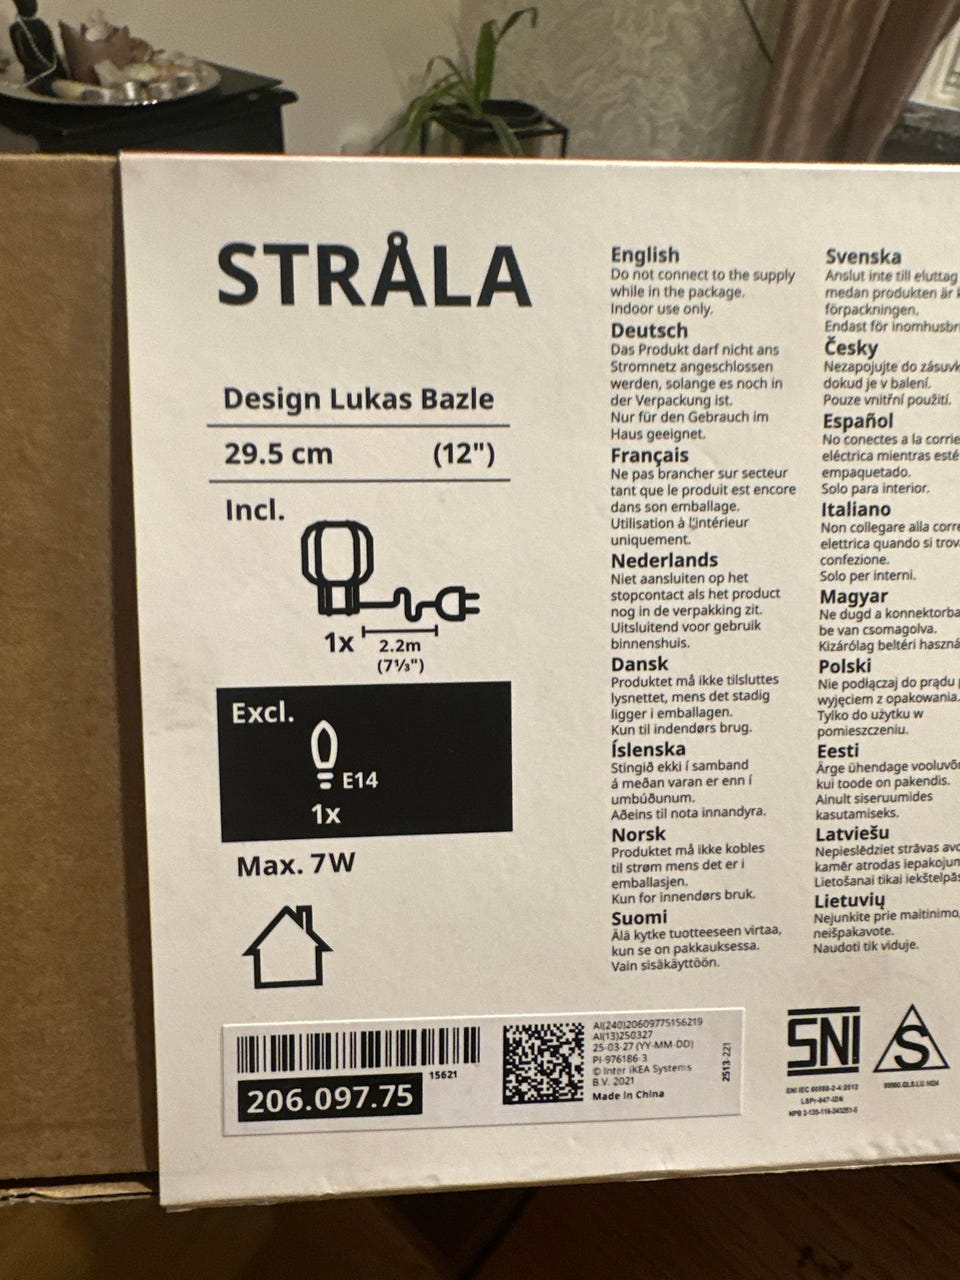 STRÅLA
Design Lukas Bazle
29.5 cm (12")
Incl.
1x
2.2m
(7⅓")
Excl.
E14
1x
Max. 7W
15621
206.097.75
AI(240)20609775156219
AI(13)250327
25-03-27 (YY-MM-DD)
PI-976186-3
© Inter IKEA Systems
B.V. 2021
Made in China
2513-221
English
Do not connect to the supply
while in the package.
Indoor use only.
Deutsch
Das Produkt darf nicht ans
Stromnetz angeschlossen
werden, solange es noch in
der Verpackung ist.
Nur für den Gebrauch im
Haus geeignet.
Français
Ne pas brancher sur secteur
tant que le produit est encore
dans son emballage.
Utilisation à l'intérieur
uniquement.
Nederlands
Niet aansluiten op het
stopcontact als het product
nog in de verpakking zit.
Uitsluitend voor gebruik
binnenshuis.
Dansk
Produktet må ikke tilsluttes
lysnettet, mens det stadig
ligger i emballagen.
Kun til indendørs brug.
Íslenska
Stingið ekki í samband
á meðan varan er enn í
umbúðunum.
Aðeins til nota innandyra.
Norsk
Produktet må ikke kobles
til strøm mens det er i
emballasjen.
Kun for innendørs bruk.
Suomi
Älä kytke tuotteeseen virtaa,
kun se on pakkauksessa.
Vain sisäkäyttöön.
Svenska
Anslut inte till eluttag
medan produkten är
förpackningen.
Endast för
Česky
Nezapojujte do
dokud je v balení.
Pouze vnitřní použití.
Español
No conectes a la
eléctrica mientras esté
empaquetado.
Solo para interior.
Italiano
Non collegare alla
elettrica quando si
confezione.
Solo per interni.
Magyar
Ne dugd a
be van csomagolva.
Kizárólag beltéri
Polski
Nie podłączaj do prądu
wyjęciem z opakowania.
Tylko do użytku w
pomieszczeniu.
Eesti
Ärge ühendage
kui toode on pakendis.
Ainult siseruumides
kasutamiseks.
Latviešu
Nepieslēdziet strāvas
kamēr atrodas
Lietošanai tikai
Lietuvių
Nejunkite prie maitinimo,
neišpakavote.
Naudoti tik viduje.
SNI
SNI IEC 60598-2-4:2012
LSPr-047-IDN
S